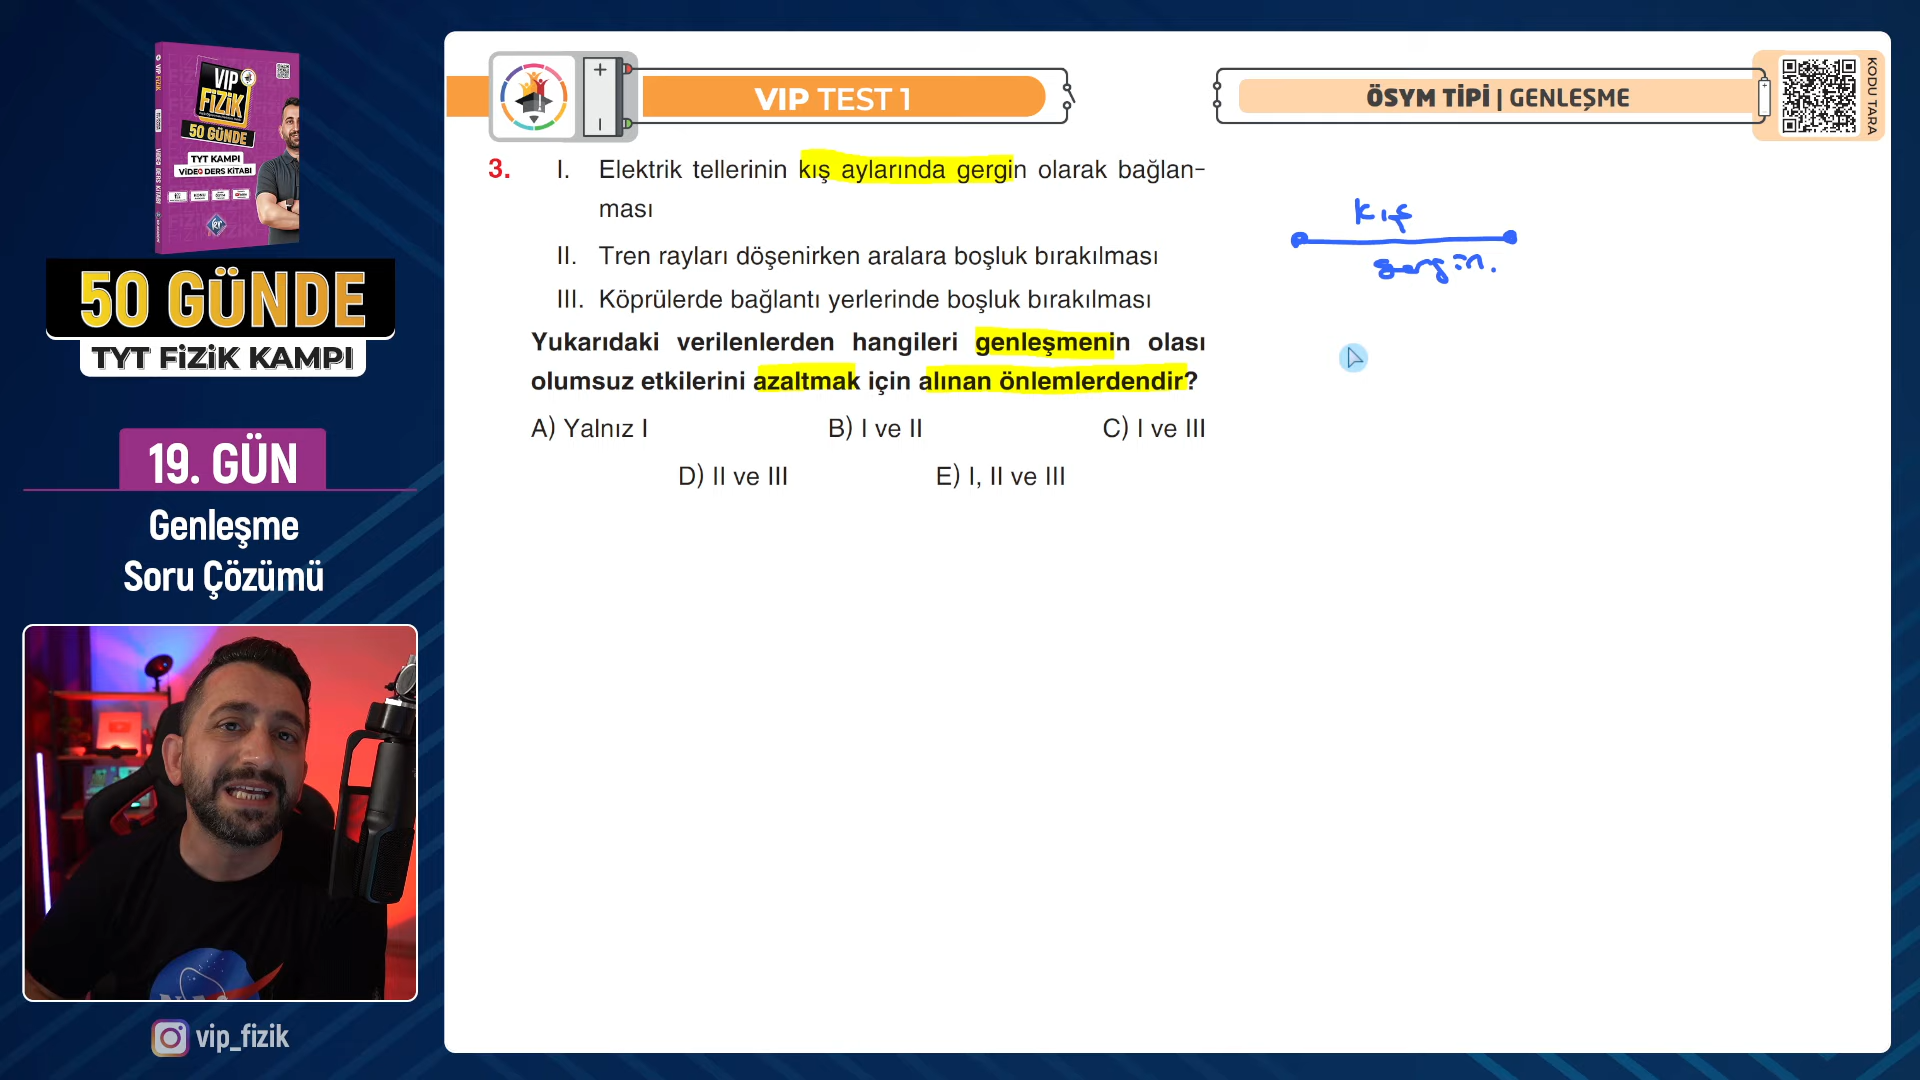 VIP
FİZİK
50 GÜNDE
TYT KAMPI
VİDEO DERS KİTABI
50 GÜNDE
TYT FİZİK KAMPI
19. GÜN
Genleşme
Soru Çözümü
vip_fizik
VIP TEST 1
ÖSYM TİPİ | GENLEŞME
KODU TARA
3. I. Elektrik tellerinin kış aylarında gergin olarak bağlan-
ması
II. Tren rayları döşenirken aralara boşluk bırakılması
III. Köprülerde bağlantı yerlerinde boşluk bırakılması
Yukarıdaki verilenlerden hangileri genleşmenin olası
olumsuz etkilerini azaltmak için alınan önlemlerdendir?
A) Yalnız I B) I ve II C) I ve III
D) II ve III E) I, II ve III
kış
gergin.